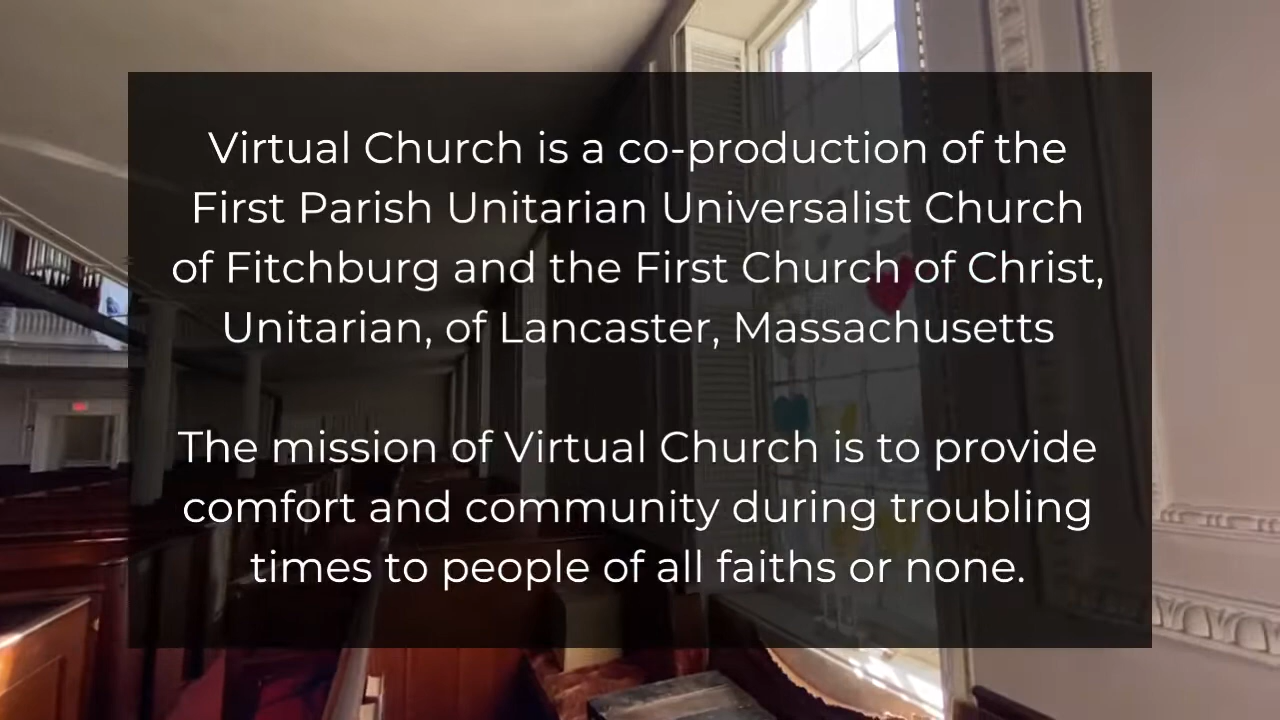 Virtual Church is a co-production of the
First Parish Unitarian Universalist Church
of Fitchburg and the First Church of Christ,
Unitarian, of Lancaster, Massachusetts
The mission of Virtual Church is to provide
comfort and community during troubling
times to people of all faiths or none.